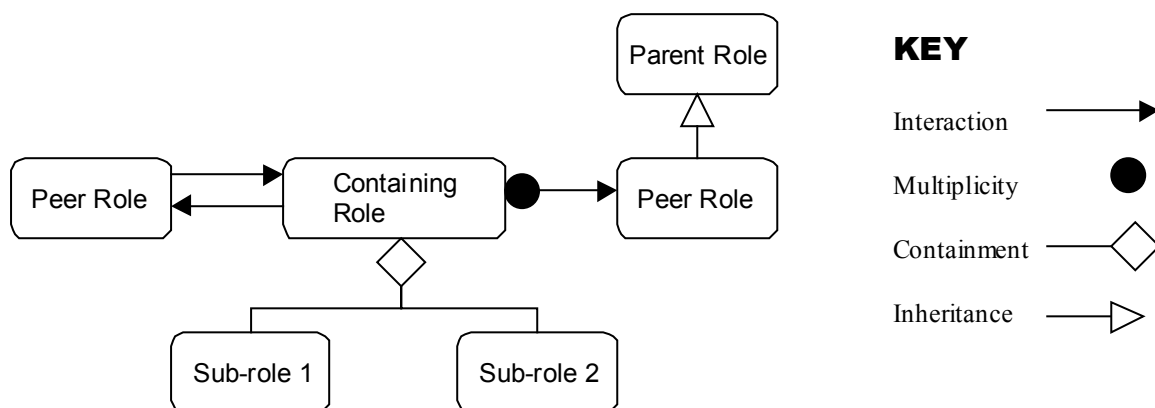 Parent Role
KEY
Interaction
Peer Role
Containing
Role
Peer Role
Multiplicity
Containment
Inheritance
Sub-role 1
Sub-role 2